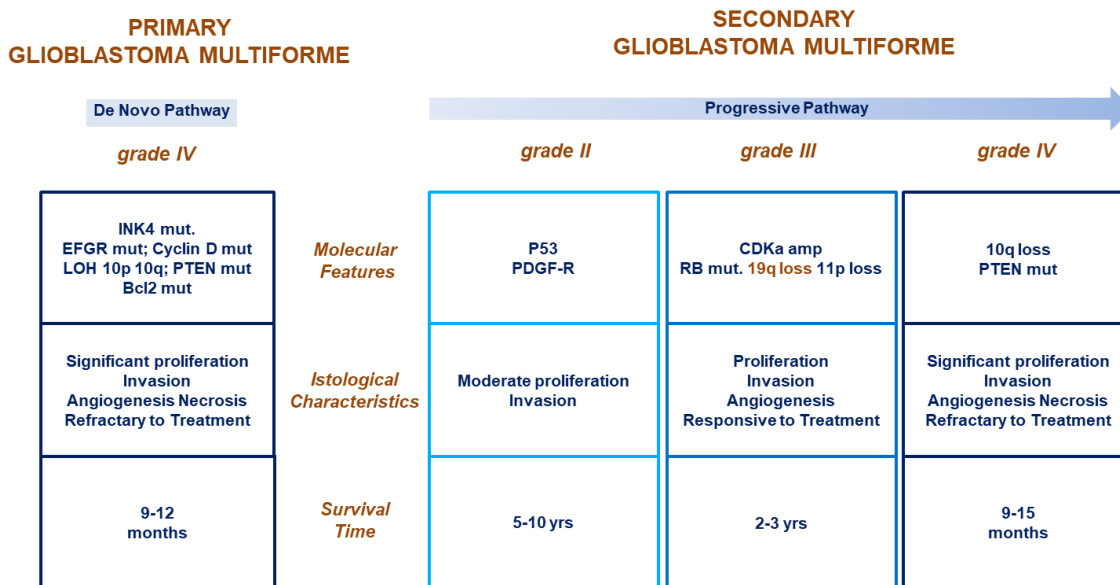 PRIMARY
GLIOBLASTOMA MULTIFORME
SECONDARY
GLIOBLASTOMA MULTIFORME
De Novo Pathway
Progressive Pathway
grade IV
grade II
grade III
grade IV
INK4 mut.
EFGR mut; Cyclin D mut
LOH 10p 10q; PTEN mut
Bcl2 mut
Molecular
Features
P53
PDGF-R
CDKa amp
RB mut. 19q loss 11p loss
10q loss
PTEN mut
Significant proliferation
Invasion
Angiogenesis Necrosis
Refractary to Treatment
Istological
Characteristics
Moderate proliferation
Invasion
Proliferation
Invasion
Angiogenesis
Responsive to Treatment
Significant proliferation
Invasion
Angiogenesis Necrosis
Refractary to Treatment
9-12
months
Survival
Time
5-10 yrs
2-3 yrs
9-15
months